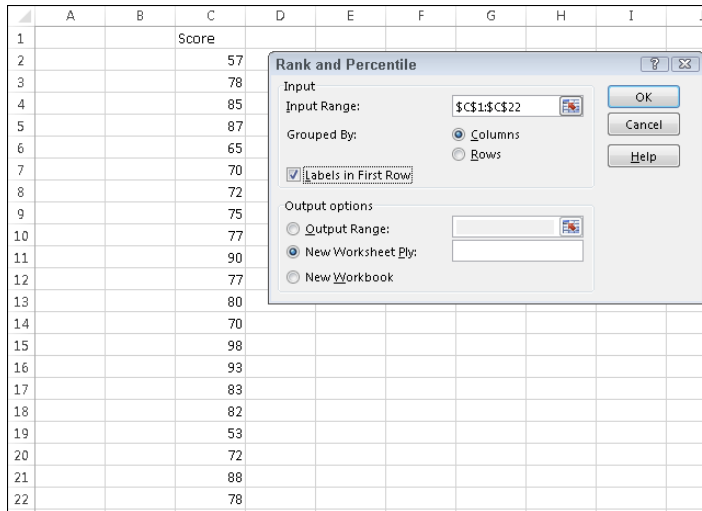 A B C D E F G H I
1 Score
2 57
3 78
4 85
5 87
6 65
7 70
8 72
9 75
10 77
11 90
12 77
13 80
14 70
15 98
16 93
17 83
18 82
19 53
20 72
21 88
22 78
Rank and Percentile ?
Input
Input Range: $C$1:$C$22
Grouped By: Columns
Rows
Labels in First Row
OK
Cancel
Help
Output options
Output Range:
New Worksheet Ply:
New Workbook